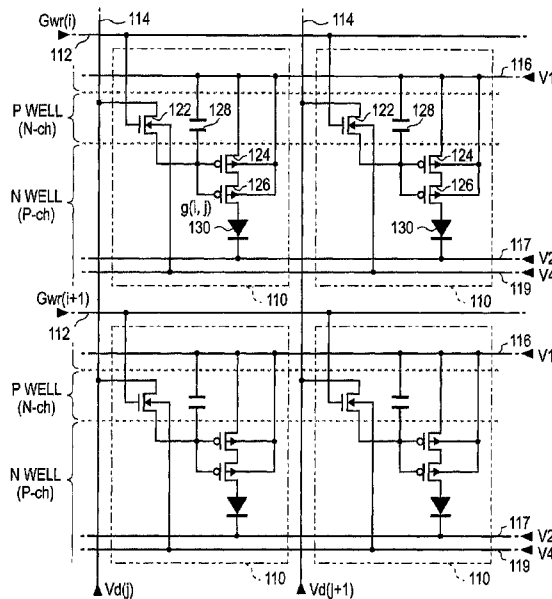 114 114
Gwr(i)
112
116
V1
P WELL
(N-ch)
122 128 122 128
124 124
126 126
N WELL
(P-ch)
g(i, j)
130 130
117
V2
V4
119
Gwr(i+1)
110 110
112
116
V1
P WELL
(N-ch)
N WELL
(P-ch)
117
V2
V4
119
110 110
Vd(j) Vd(j+1)